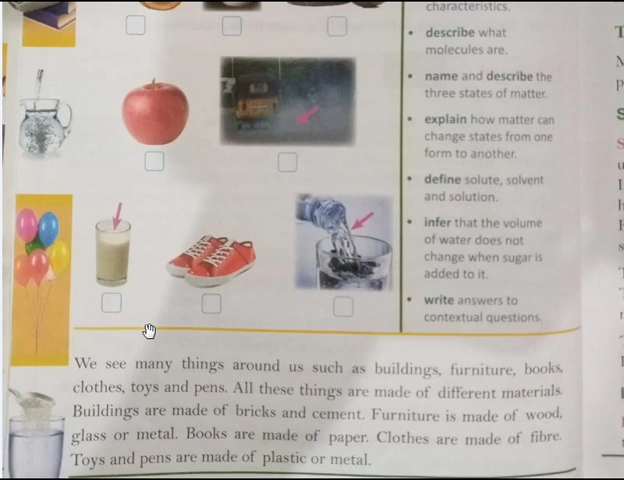 characteristics.
• describe what
molecules are.
• name and describe the
three states of matter.
• explain how matter can
change states from one
form to another.
• define solute, solvent
and solution.
• infer that the volume
of water does not
change when sugar is
added to it.
• write answers to
contextual questions.
We see many things around us such as buildings, furniture, books,
clothes, toys and pens. All these things are made of different materials.
Buildings are made of bricks and cement. Furniture is made of wood,
glass or metal. Books are made of paper. Clothes are made of fibre.
Toys and pens are made of plastic or metal.